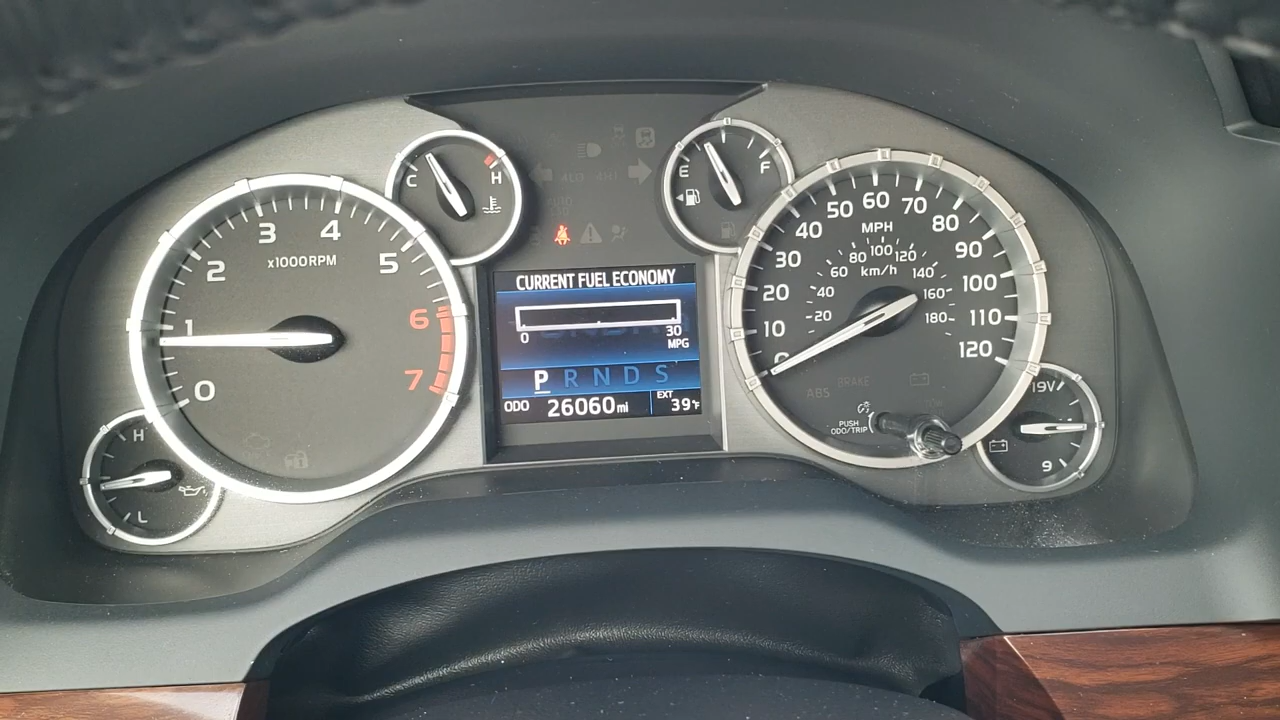 0
1
2
3
4
5
6
7
x1000RPM
C
H
E
F
H
L
CURRENT FUEL ECONOMY
0
30
MPG
P R N D S
ODO 26060mi
EXT
39°F
0
10
20
30
40
50
60
70
80
90
100
110
120
MPH
km/h
20
40
60
80
100
120
140
160
180
ABS
BRAKE
PUSH
ODO/TRIP
19V
9